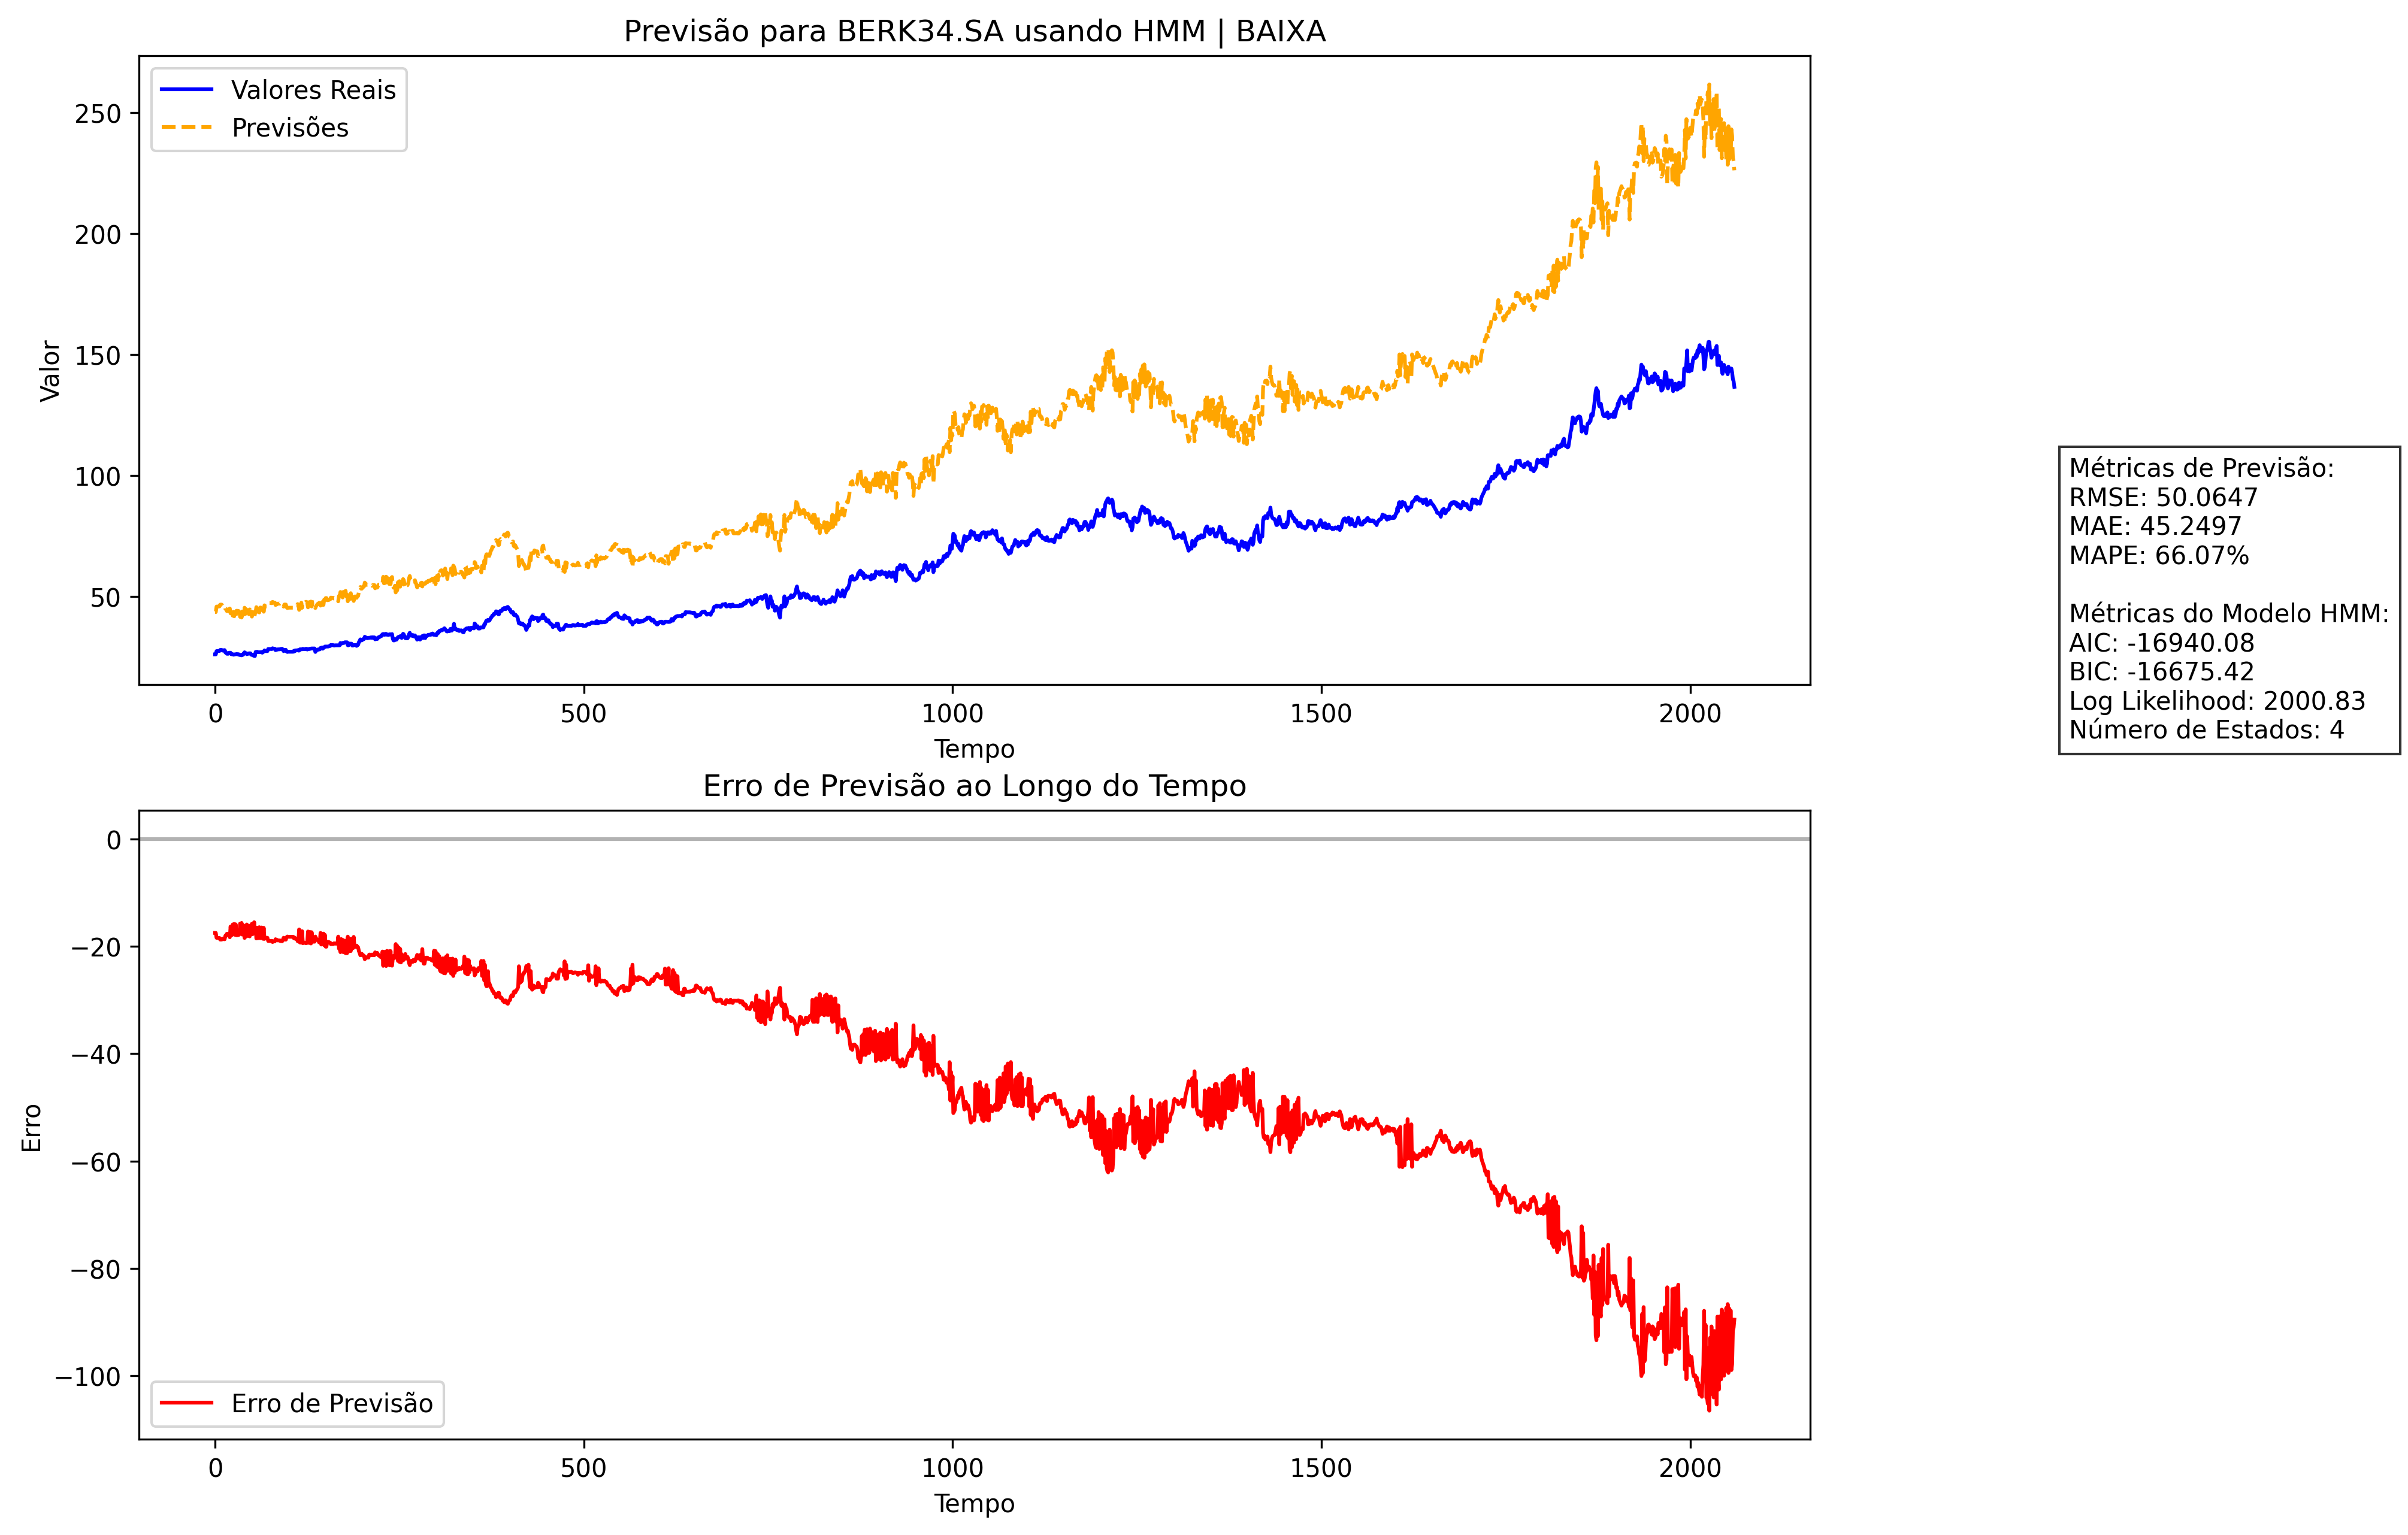 Previsão para BERK34.SA usando HMM | BAIXA
Valores Reais
Previsões
250
200
150
100
50
Valor
0
500
1000
1500
2000
Tempo
Métricas de Previsão:
RMSE: 50.0647
MAE: 45.2497
MAPE: 66.07%
Métricas do Modelo HMM:
AIC: -16940.08
BIC: -16675.42
Log Likelihood: 2000.83
Número de Estados: 4
Erro de Previsão ao Longo do Tempo
0
−20
−40
−60
−80
−100
Erro
Erro de Previsão
0
500
1000
1500
2000
Tempo